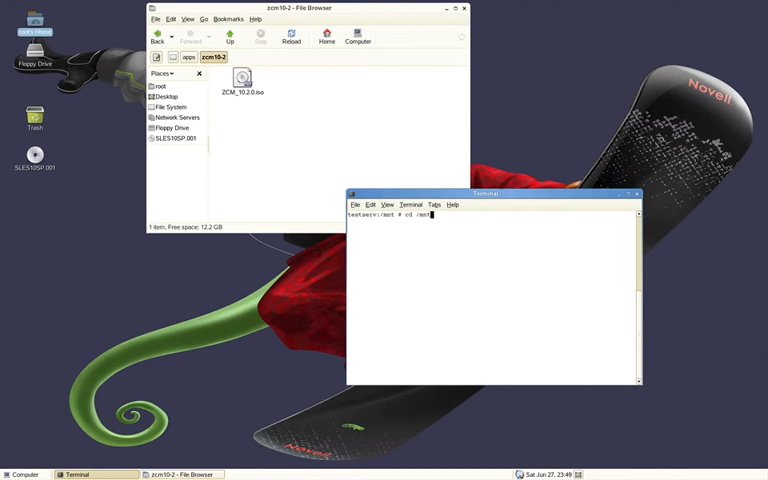 root's Home
Floppy Drive
Trash
SLES10SP.001
zcm10-2 - File Browser
File Edit View Go Bookmarks Help
Back Forward Up Stop Reload Home Computer
apps zcm10-2
Places
root
Desktop
File System
Network Servers
Floppy Drive
SLES10SP.001
ZCM_10.2.0.iso
1 item, Free space: 12.2 GB
Novell
Terminal
File Edit View Terminal Tabs Help
testserv:/mnt # cd /mnt
Novell
Computer Terminal zcm10-2 - File Browser Sat Jun 27, 23:49